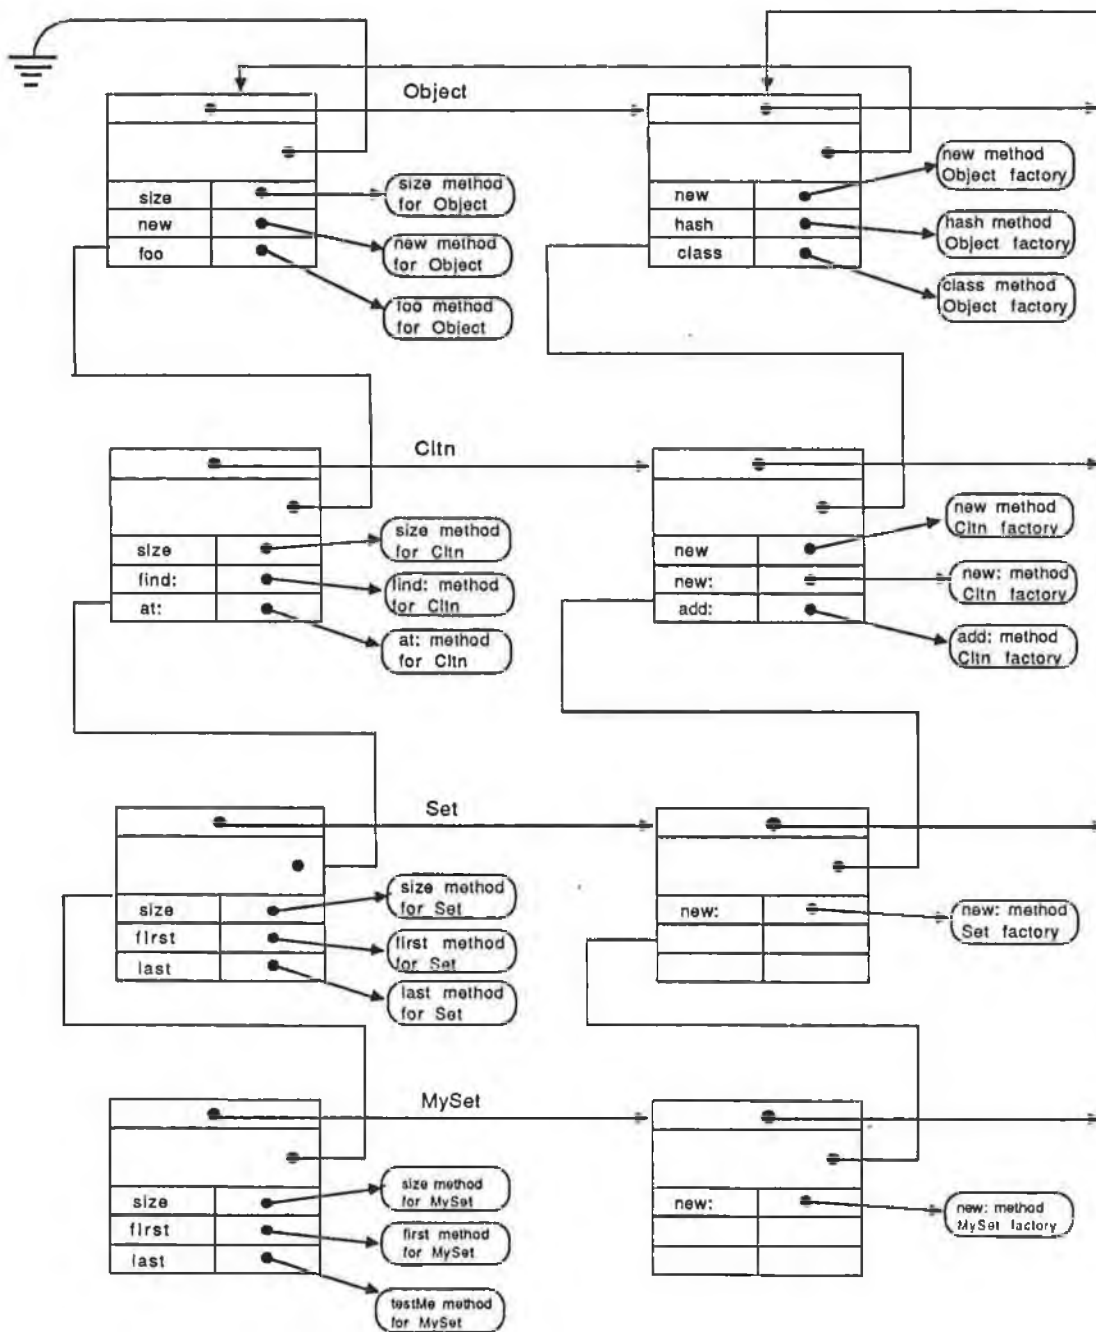 Object
size
new
foo
size method
for Object
new method
for Object
foo method
for Object
new
hash
class
new method
Object factory
hash method
Object factory
class method
Object factory
Cltn
size
find:
at:
size method
for Cltn
find: method
for Cltn
at: method
for Cltn
new
new:
add:
new method
Cltn factory
new: method
Cltn factory
add: method
Cltn factory
Set
size
first
last
size method
for Set
first method
for Set
last method
for Set
new:
new: method
Set factory
MySet
size
first
last
size method
for MySet
first method
for MySet
testMe method
for MySet
new:
new: method
MySet factory